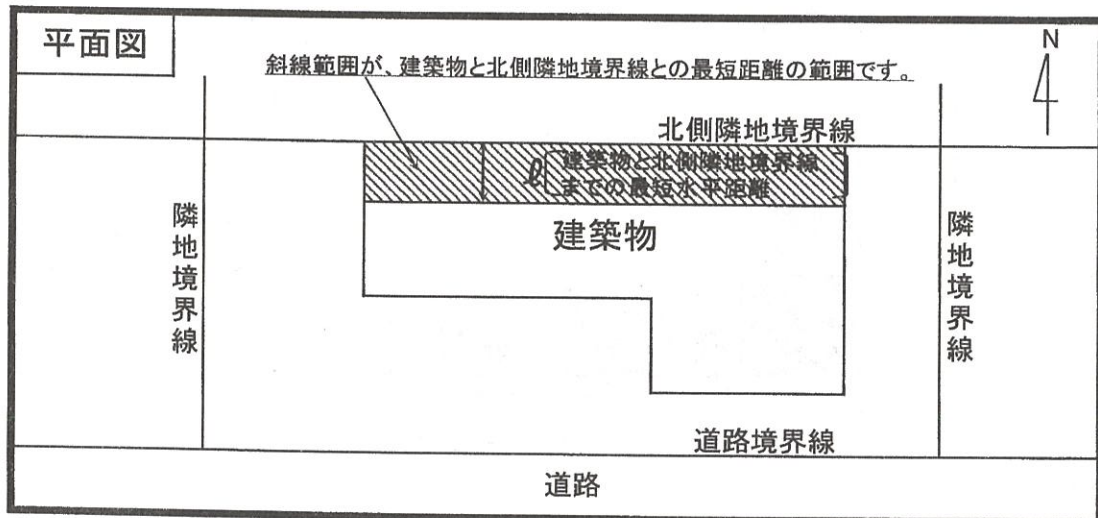 平面図
斜線範囲が、建築物と北側隣地境界線との最短距離の範囲です。
N
北側隣地境界線
ℓ
建築物と北側隣地境界線
までの最短水平距離
建築物
隣地境界線
隣地境界線
道路境界線
道路